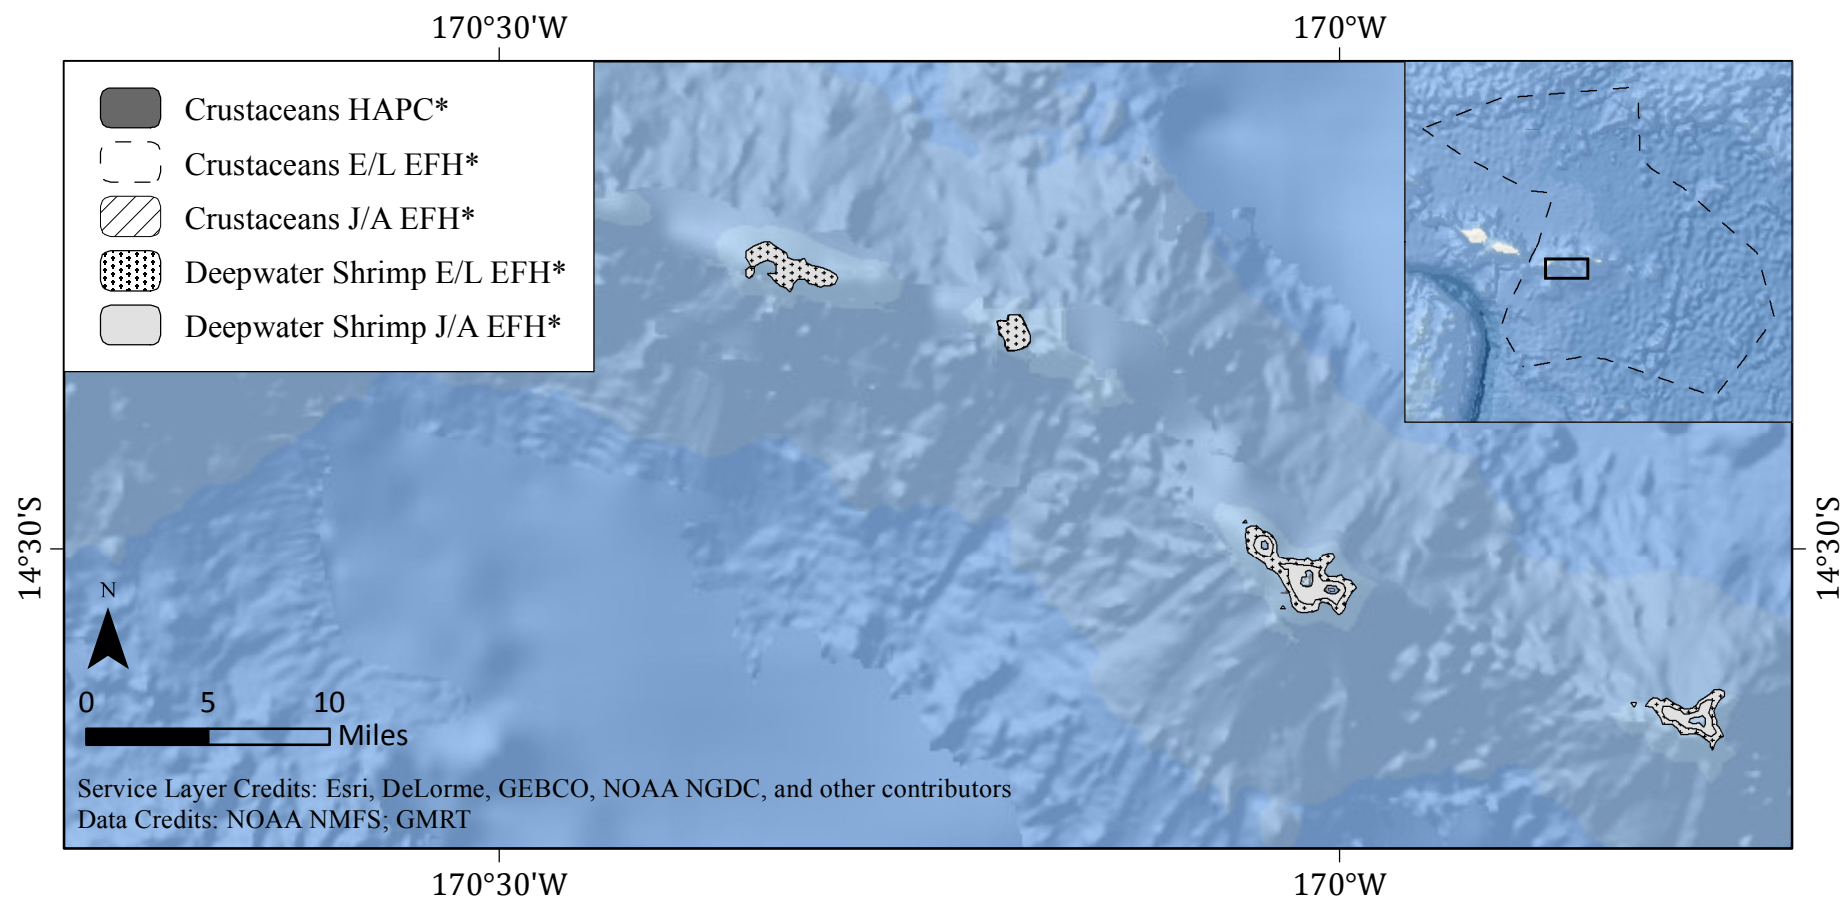 170°30'W 170°W
Crustaceans HAPC*
Crustaceans E/L EFH*
Crustaceans J/A EFH*
Deepwater Shrimp E/L EFH*
Deepwater Shrimp J/A EFH*
14°30'S 14°30'S
N
0 5 10
Miles
Service Layer Credits: Esri, DeLorme, GEBCO, NOAA NGDC, and other contributors
Data Credits: NOAA NMFS; GMRT
170°30'W 170°W